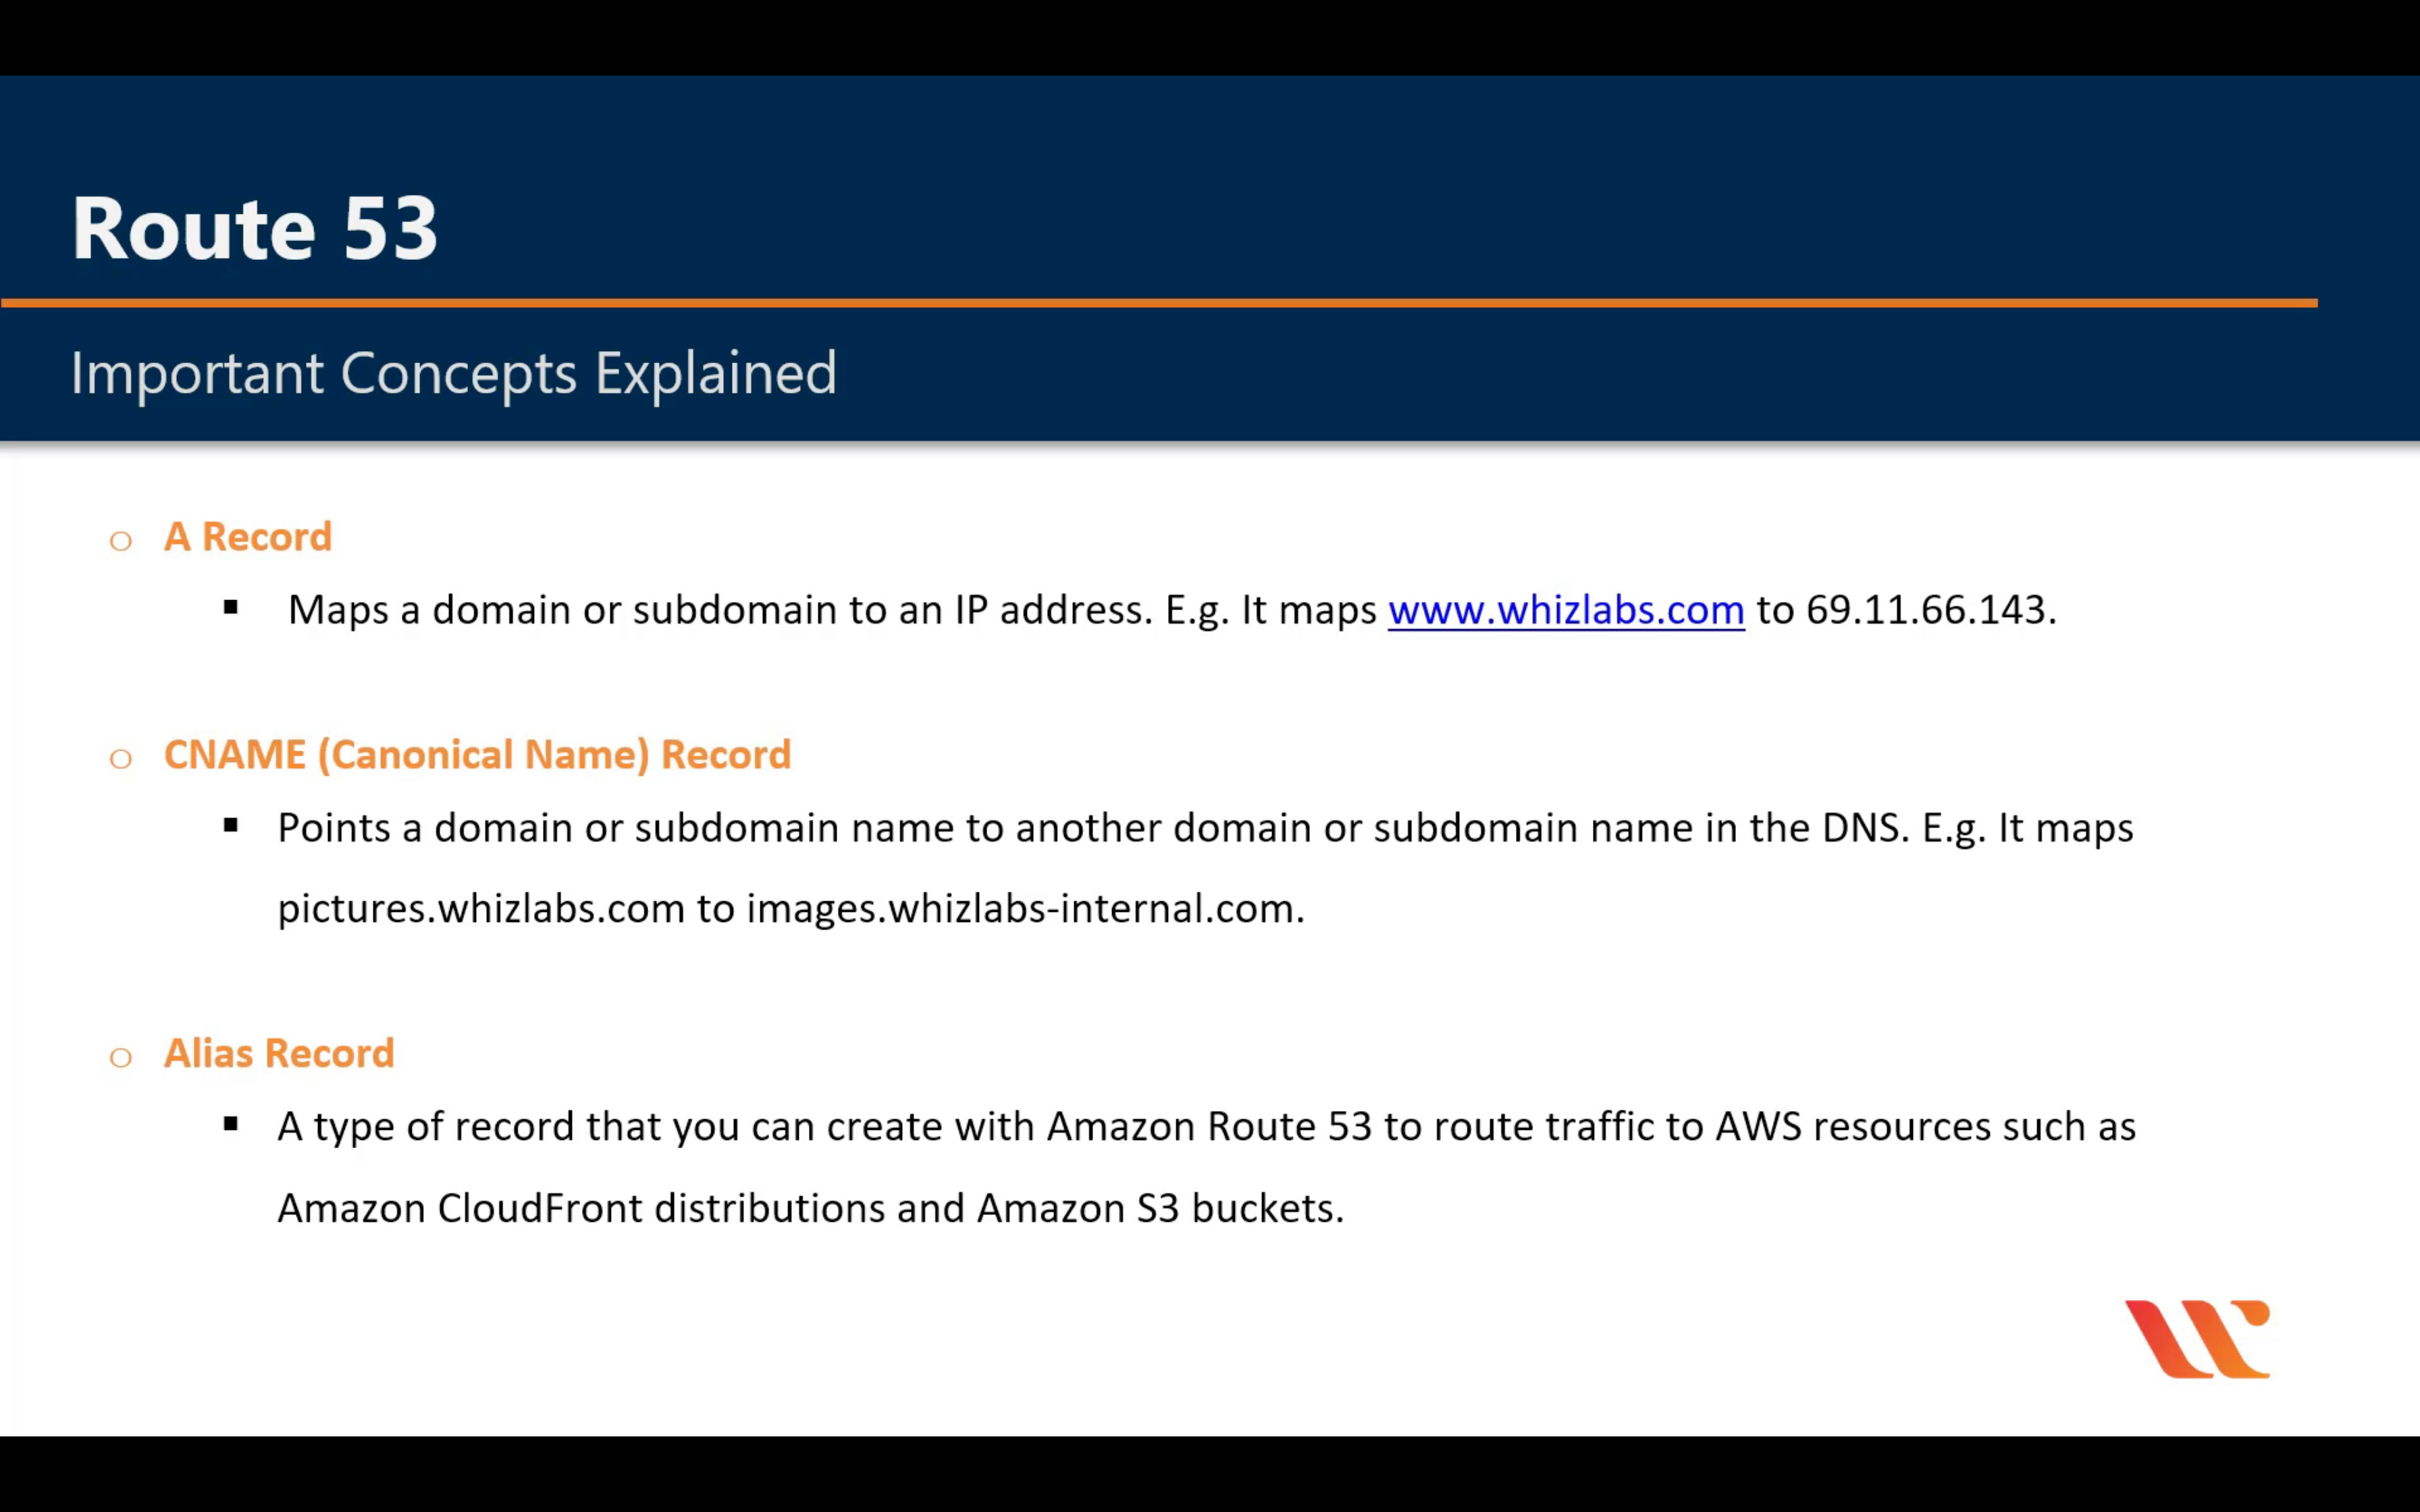 Route 53
Important Concepts Explained
o A Record
▪ Maps a domain or subdomain to an IP address. E.g. It maps www.whizlabs.com to 69.11.66.143.
o CNAME (Canonical Name) Record
▪ Points a domain or subdomain name to another domain or subdomain name in the DNS. E.g. It maps
pictures.whizlabs.com to images.whizlabs-internal.com.
o Alias Record
▪ A type of record that you can create with Amazon Route 53 to route traffic to AWS resources such as
Amazon CloudFront distributions and Amazon S3 buckets.